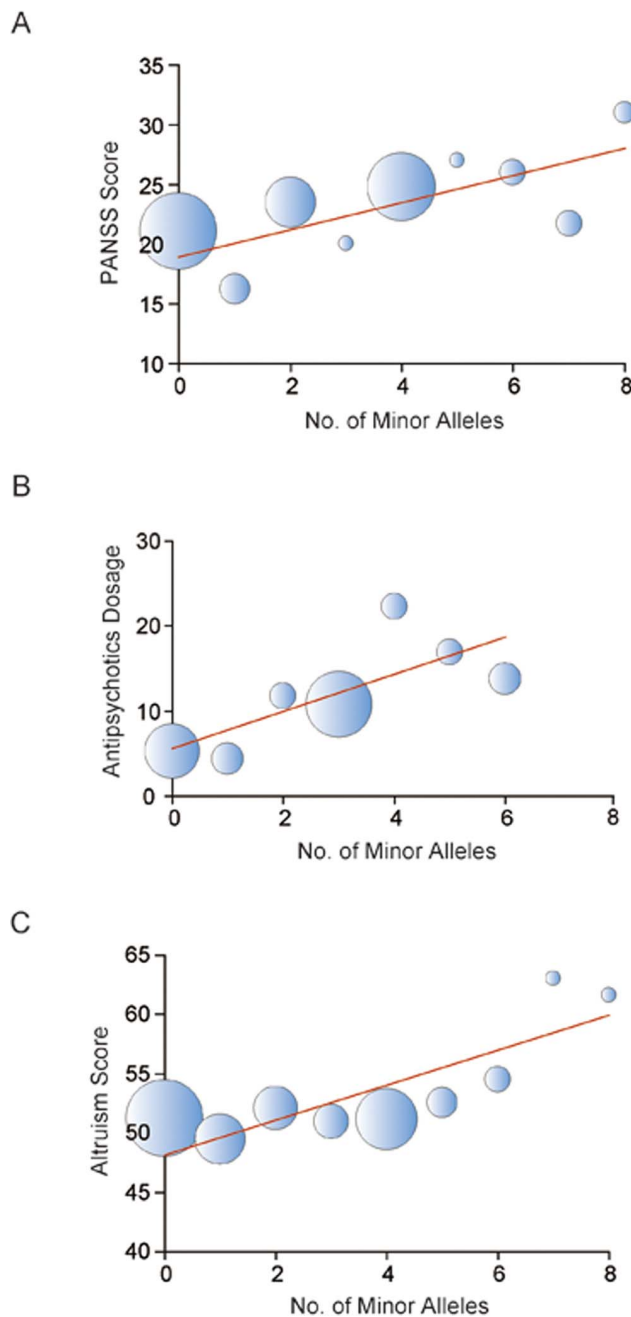 A
PANSS Score
35
30
25
20
15
10
0 2 4 6 8
No. of Minor Alleles
B
Antipsychotics Dosage
30
20
10
0
0 2 4 6 8
No. of Minor Alleles
C
Altruism Score
65
60
55
50
45
40
0 2 4 6 8
No. of Minor Alleles